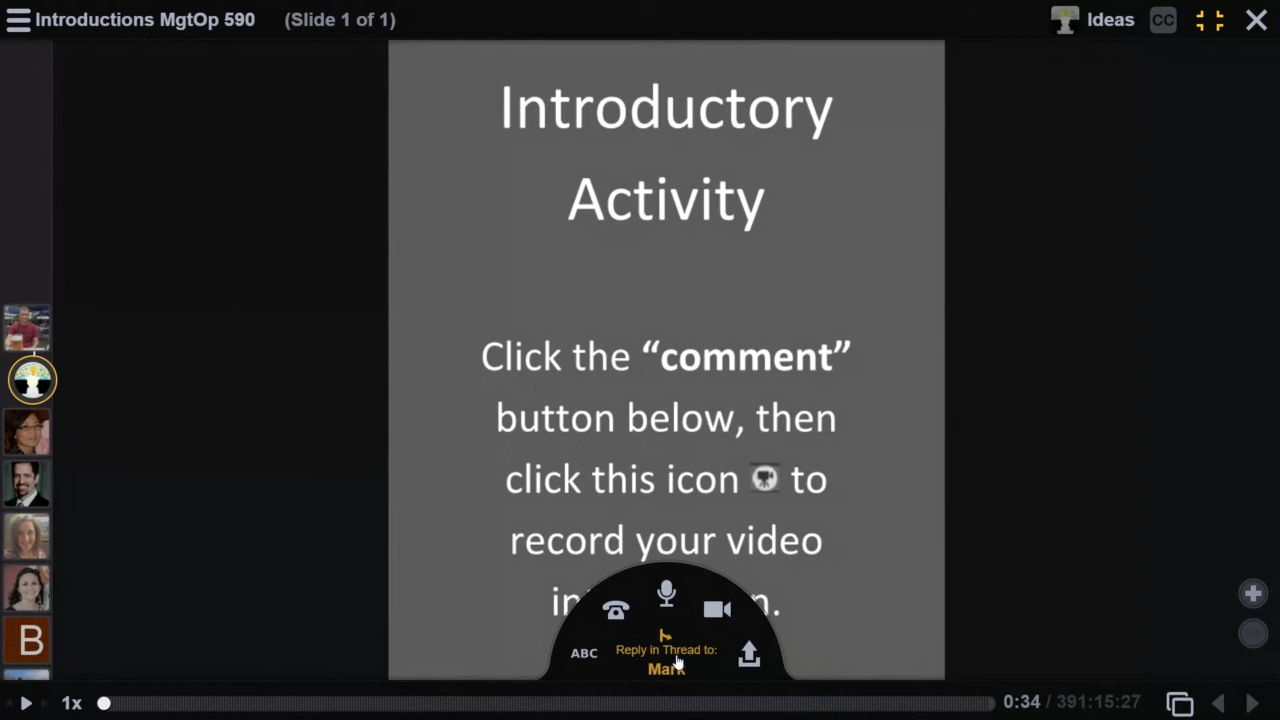 Introductions MgtOp 590 (Slide 1 of 1)
Ideas CC
Introductory
Activity
Click the “comment”
button below, then
click this icon to
record your video
ABC
Reply in Thread to:
Mark
B
1x
0:34 / 391:15:27